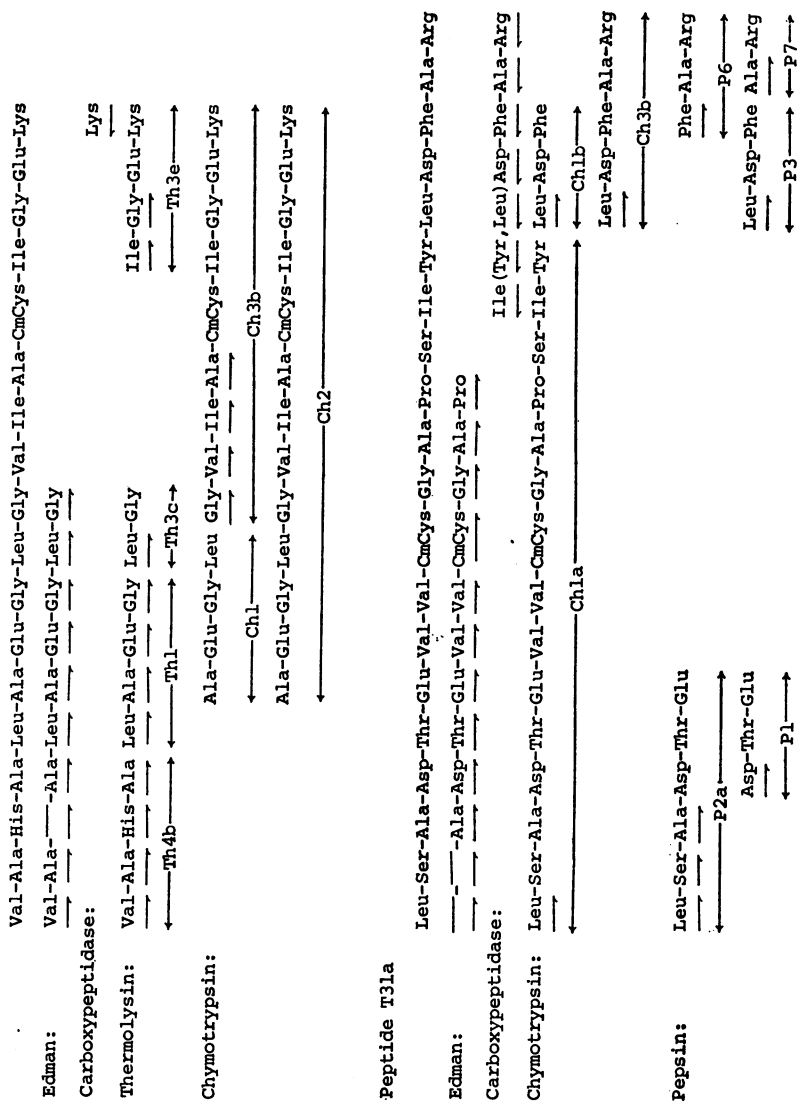 Val-Ala-His-Ala-Leu-Ala-Glu-Gly-Leu-Gly-Val-Ile-Ala-CmCys-Ile-Gly-Glu-Lys
Edman: Val-Ala- -Ala-Leu-Ala-Glu-Gly-Leu-Gly
Carboxypeptidase: Lys
Thermolysin: Val-Ala-His-Ala Leu-Ala-Glu-Gly Leu-Gly Ile-Gly-Glu-Lys
Th4b Th1 Th3c Th3e
Chymotrypsin: Ala-Glu-Gly-Leu Gly-Val-Ile-Ala-CmCys-Ile-Gly-Glu-Lys
Ch1 Ch3b
Ala-Glu-Gly-Leu-Gly-Val-Ile-Ala-CmCys-Ile-Gly-Glu-Lys
Ch2
Peptide T31a
Leu-Ser-Ala-Asp-Thr-Glu-Val-Val-CmCys-Gly-Ala-Pro-Ser-Ile-Tyr-Leu-Asp-Phe-Ala-Arg
Edman: - -Ala-Asp-Thr-Glu-Val-Val-CmCys-Gly-Ala-Pro
Carboxypeptidase: Ile(Tyr,Leu)Asp-Phe-Ala-Arg
Chymotrypsin: Leu-Ser-Ala-Asp-Thr-Glu-Val-Val-CmCys-Gly-Ala-Pro-Ser-Ile-Tyr Leu-Asp-Phe
Ch1a Ch1b
Leu-Asp-Phe-Ala-Arg
Ch3b
Pepsin: Leu-Ser-Ala-Asp-Thr-Glu Phe-Ala-Arg
P2a P6
Asp-Thr-Glu Leu-Asp-Phe Ala-Arg
P1 P3 P7